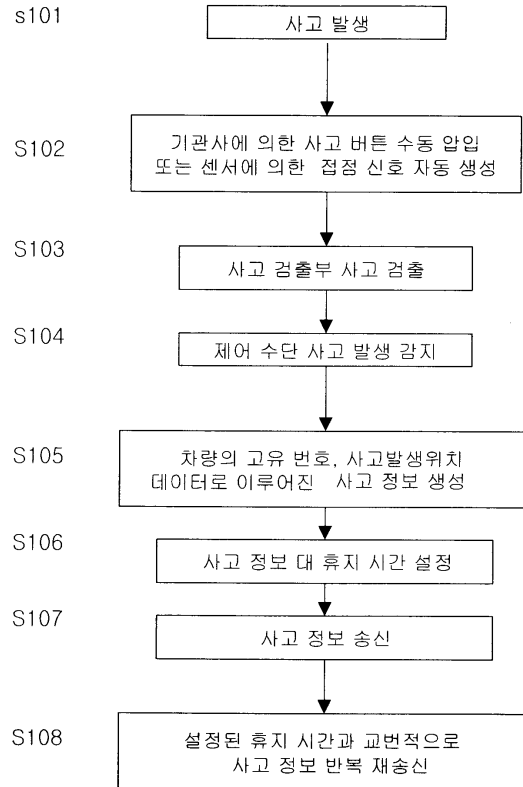 s101
사고 발생
S102
기관사에 의한 사고 버튼 수동 압입
또는 센서에 의한 접점 신호 자동 생성
S103
사고 검출부 사고 검출
S104
제어 수단 사고 발생 감지
S105
차량의 고유 번호, 사고발생위치
데이터로 이루어진 사고 정보 생성
S106
사고 정보 대 휴지 시간 설정
S107
사고 정보 송신
S108
설정된 휴지 시간과 교번적으로
사고 정보 반복 재송신